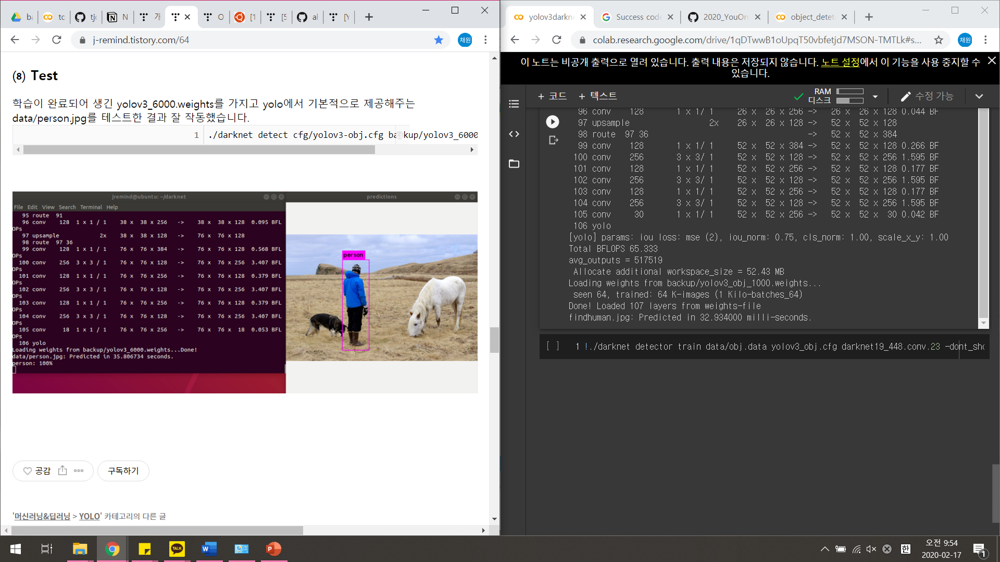 j-remind.tistory.com/64
(8) Test
학습이 완료되어 생긴 yolov3_6000.weights를 가지고 yolo에서 기본적으로 제공해주는
data/person.jpg를 테스트한 결과 잘 작동했습니다.
1 ./darknet detect cfg/yolov3-obj.cfg backup/yolov3_6000
jremind@ubuntu: ~/darknet
predictions
File Edit View Search Terminal Help
95 route 91
96 conv 128 1 x 1 / 1 38 x 38 x 256 -> 38 x 38 x 128 0.095 BFL
OPs
97 upsample 2x 38 x 38 x 128 -> 76 x 76 x 128
98 route 97 36
99 conv 128 1 x 1 / 1 76 x 76 x 384 -> 76 x 76 x 128 0.568 BFL
OPs
100 conv 256 3 x 3 / 1 76 x 76 x 128 -> 76 x 76 x 256 3.407 BFL
OPs
101 conv 128 1 x 1 / 1 76 x 76 x 256 -> 76 x 76 x 128 0.379 BFL
OPs
102 conv 256 3 x 3 / 1 76 x 76 x 128 -> 76 x 76 x 256 3.407 BFL
OPs
103 conv 128 1 x 1 / 1 76 x 76 x 256 -> 76 x 76 x 128 0.379 BFL
OPs
104 conv 256 3 x 3 / 1 76 x 76 x 128 -> 76 x 76 x 256 3.407 BFL
OPs
105 conv 18 1 x 1 / 1 76 x 76 x 256 -> 76 x 76 x 18 0.053 BFL
OPs
106 yolo
Loading weights from backup/yolov3_6000.weights...Done!
data/person.jpg: Predicted in 35.806734 seconds.
person: 100%
person
공감
구독하기
'머신러닝&딥러닝 > YOLO' 카테고리의 다른 글
yolov3darkn
Success code
2020_YouOn
object_detet
colab.research.google.com/drive/1qDTwwB1oUpqT50vbfetjd7MSON-TMTLk#s...
채원
채원
이 노트는 비공개 출력으로 열려 있습니다. 출력 내용은 저장되지 않습니다. 노트 설정에서 이 기능을 사용 중지할 수
있습니다.
+ 코드 + 텍스트
RAM
디스크
수정 가능
96 conv 128 1 x 1/ 1 26 x 26 x 256 -> 26 x 26 x 128 0.044 BF
97 upsample 2x 26 x 26 x 128 -> 52 x 52 x 128
98 route 97 36 -> 52 x 52 x 384
99 conv 128 1 x 1/ 1 52 x 52 x 384 -> 52 x 52 x 128 0.266 BF
100 conv 256 3 x 3/ 1 52 x 52 x 128 -> 52 x 52 x 256 1.595 BF
101 conv 128 1 x 1/ 1 52 x 52 x 256 -> 52 x 52 x 128 0.177 BF
102 conv 256 3 x 3/ 1 52 x 52 x 128 -> 52 x 52 x 256 1.595 BF
103 conv 128 1 x 1/ 1 52 x 52 x 256 -> 52 x 52 x 128 0.177 BF
104 conv 256 3 x 3/ 1 52 x 52 x 128 -> 52 x 52 x 256 1.595 BF
105 conv 30 1 x 1/ 1 52 x 52 x 256 -> 52 x 52 x 30 0.042 BF
106 yolo
[yolo] params: iou loss: mse (2), iou_norm: 0.75, cls_norm: 1.00, scale_x_y: 1.00
Total BFLOPS 65.333
avg_outputs = 517519
Allocate additional workspace_size = 52.43 MB
Loading weights from backup/yolov3_obj_1000.weights...
seen 64, trained: 64 K-images (1 Kilo-batches_64)
Done! Loaded 107 layers from weights-file
findhuman.jpg: Predicted in 32.934000 milli-seconds.
[ ] 1 !./darknet detector train data/obj.data yolov3_obj.cfg darknet19_448.conv.23 -dont_sho
TALK
한
오전 9:54
2020-02-17
1